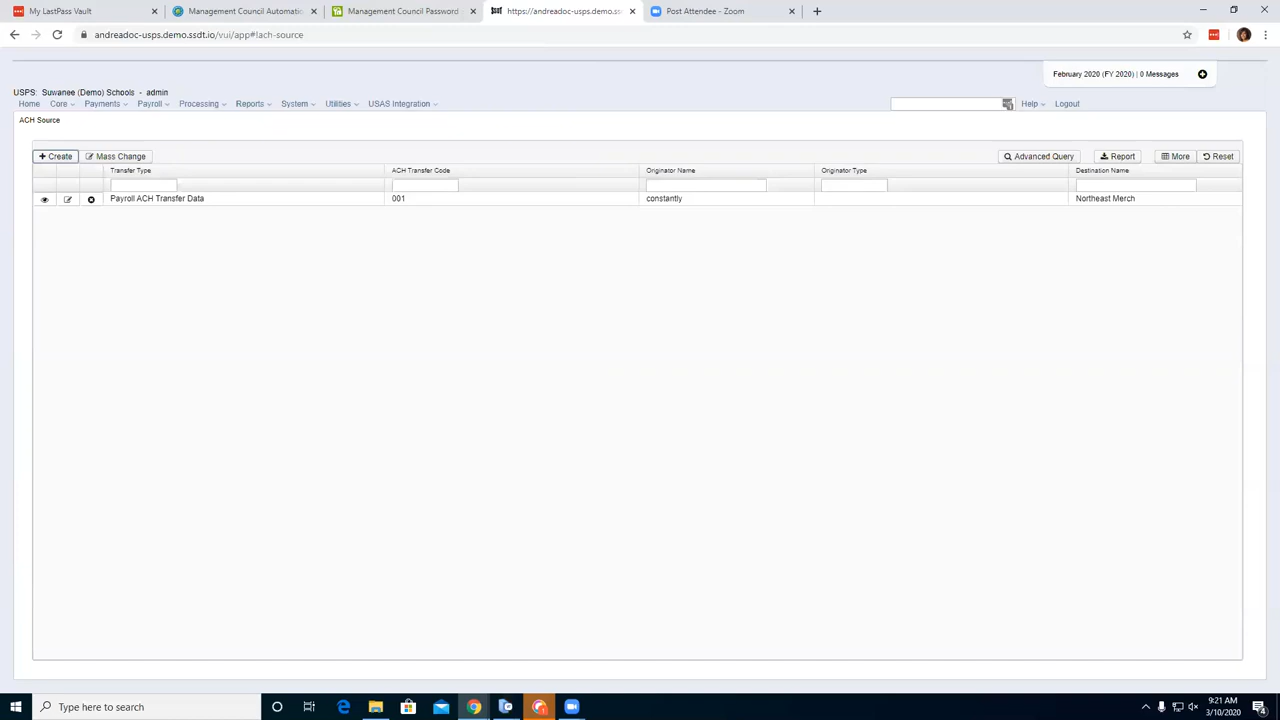 My LastPass Vault
Management Council Automatio
Management Council Password
https://andreadoc-usps.demo.ss
Post Attendee - Zoom
andreadoc-usps.demo.ssdt.io/vui/app#!ach-source
February 2020 (FY 2020) | 0 Messages
USPS: Suwanee (Demo) Schools - admin
Home Core Payments Payroll Processing Reports System Utilities USAS Integration Help Logout
ACH Source
Create Mass Change Advanced Query Report More Reset
Transfer Type ACH Transfer Code Originator Name Originator Type Destination Name
Payroll ACH Transfer Data 001 constantly Northeast Merch
Type here to search
9:21 AM
3/10/2020
4